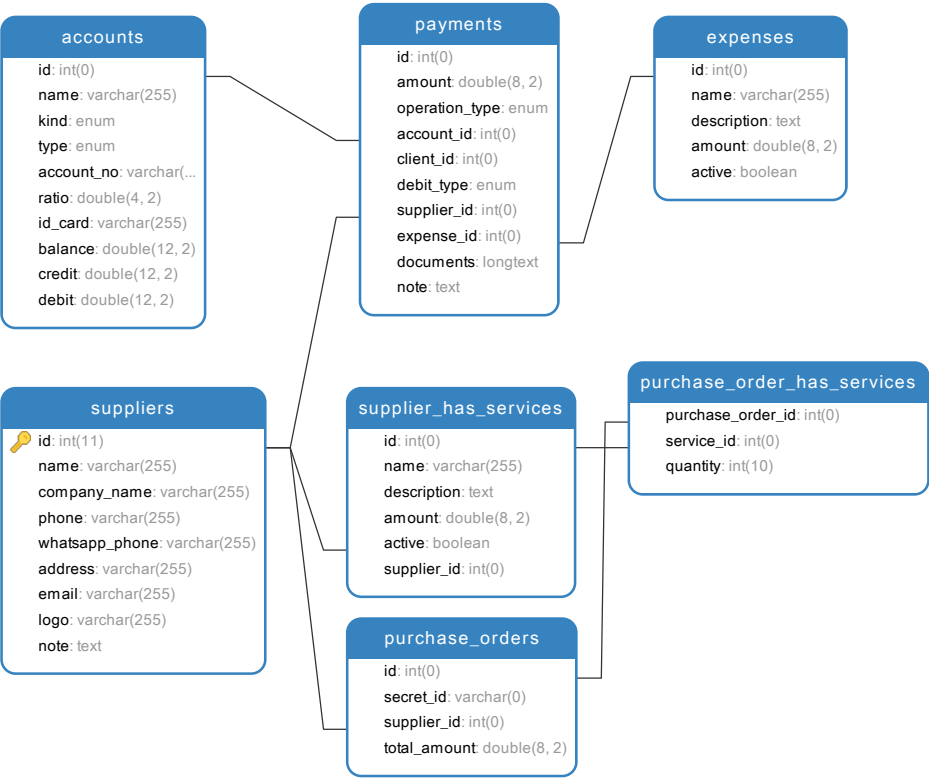 accounts
id: int(0)
name: varchar(255)
kind: enum
type: enum
account_no: varchar(...
ratio: double(4, 2)
id_card: varchar(255)
balance: double(12, 2)
credit: double(12, 2)
debit: double(12, 2)
payments
id: int(0)
amount: double(8, 2)
operation_type: enum
account_id: int(0)
client_id: int(0)
debit_type: enum
supplier_id: int(0)
expense_id: int(0)
documents: longtext
note: text
expenses
id: int(0)
name: varchar(255)
description: text
amount: double(8, 2)
active: boolean
suppliers
id: int(11)
name: varchar(255)
company_name: varchar(255)
phone: varchar(255)
whatsapp_phone: varchar(255)
address: varchar(255)
email: varchar(255)
logo: varchar(255)
note: text
supplier_has_services
id: int(0)
name: varchar(255)
description: text
amount: double(8, 2)
active: boolean
supplier_id: int(0)
purchase_order_has_services
purchase_order_id: int(0)
service_id: int(0)
quantity: int(10)
purchase_orders
id: int(0)
secret_id: varchar(0)
supplier_id: int(0)
total_amount: double(8, 2)